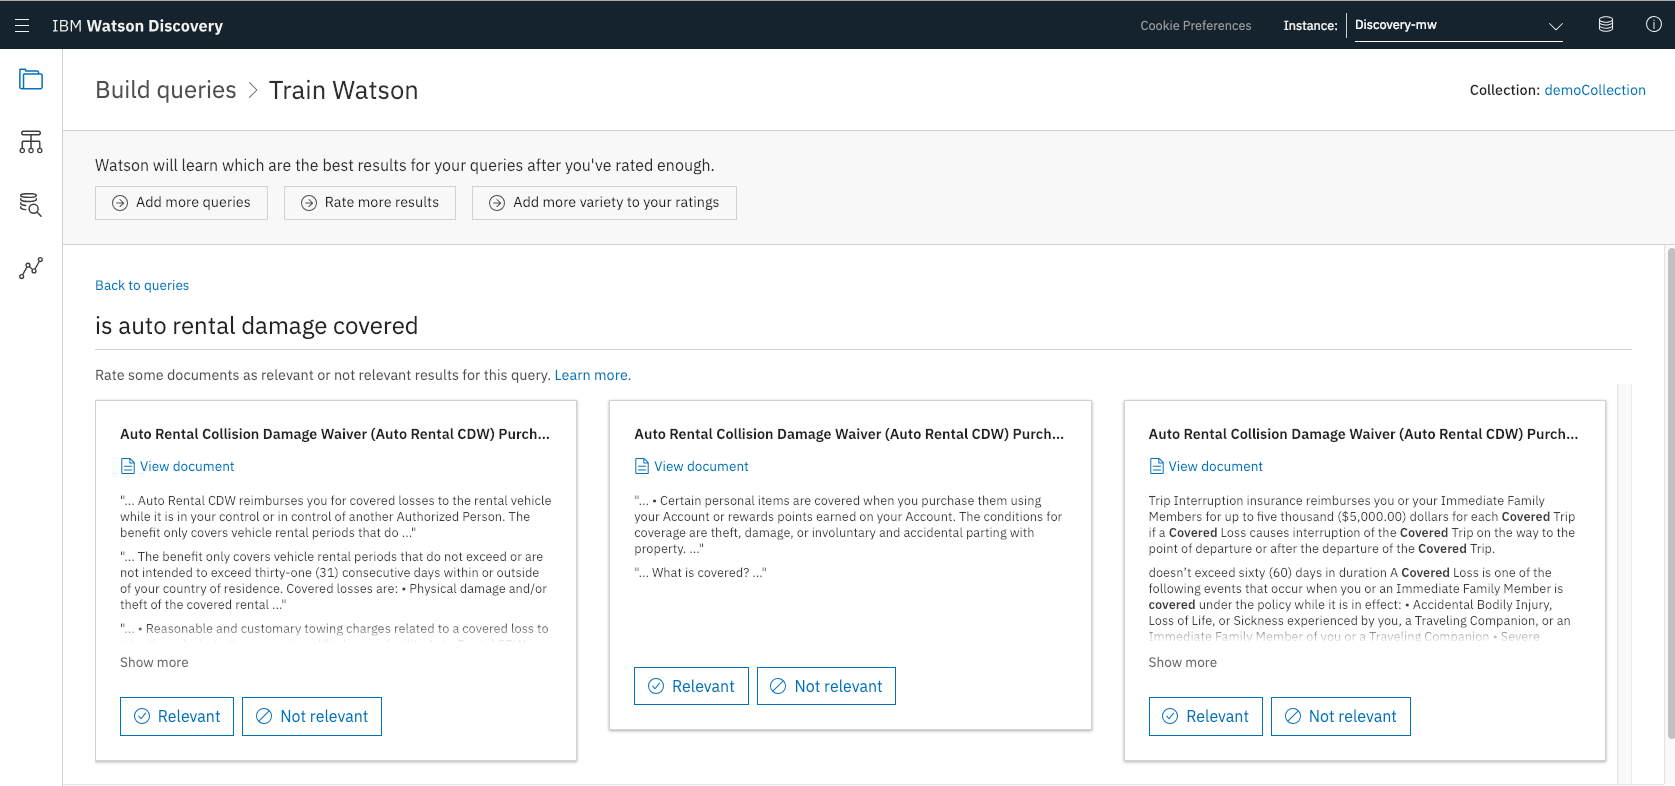 IBM Watson Discovery
Cookie Preferences
Instance:
Discovery-mw
Build queries > Train Watson
Collection: demoCollection
Watson will learn which are the best results for your queries after you've rated enough.
Add more queries
Rate more results
Add more variety to your ratings
Back to queries
is auto rental damage covered
Rate some documents as relevant or not relevant results for this query. Learn more.
Auto Rental Collision Damage Waiver (Auto Rental CDW) Purch...
View document
"... Auto Rental CDW reimburses you for covered losses to the rental vehicle
while it is in your control or in control of another Authorized Person. The
benefit only covers vehicle rental periods that do ..."
"... The benefit only covers vehicle rental periods that do not exceed or are
not intended to exceed thirty-one (31) consecutive days within or outside
of your country of residence. Covered losses are: • Physical damage and/or
theft of the covered rental ..."
"... • Reasonable and customary towing charges related to a covered loss to
Show more
Relevant
Not relevant
Auto Rental Collision Damage Waiver (Auto Rental CDW) Purch...
View document
"... • Certain personal items are covered when you purchase them using
your Account or rewards points earned on your Account. The conditions for
coverage are theft, damage, or involuntary and accidental parting with
property. ..."
"... What is covered? ..."
Relevant
Not relevant
Auto Rental Collision Damage Waiver (Auto Rental CDW) Purch...
View document
Trip Interruption insurance reimburses you or your Immediate Family
Members for up to five thousand ($5,000.00) dollars for each Covered Trip
if a Covered Loss causes interruption of the Covered Trip on the way to the
point of departure or after the departure of the Covered Trip.
doesn’t exceed sixty (60) days in duration A Covered Loss is one of the
following events that occur when you or an Immediate Family Member is
covered under the policy while it is in effect: • Accidental Bodily Injury,
Loss of Life, or Sickness experienced by you, a Traveling Companion, or an
Immediate Family Member of you or a Traveling Companion • Severe
Show more
Relevant
Not relevant